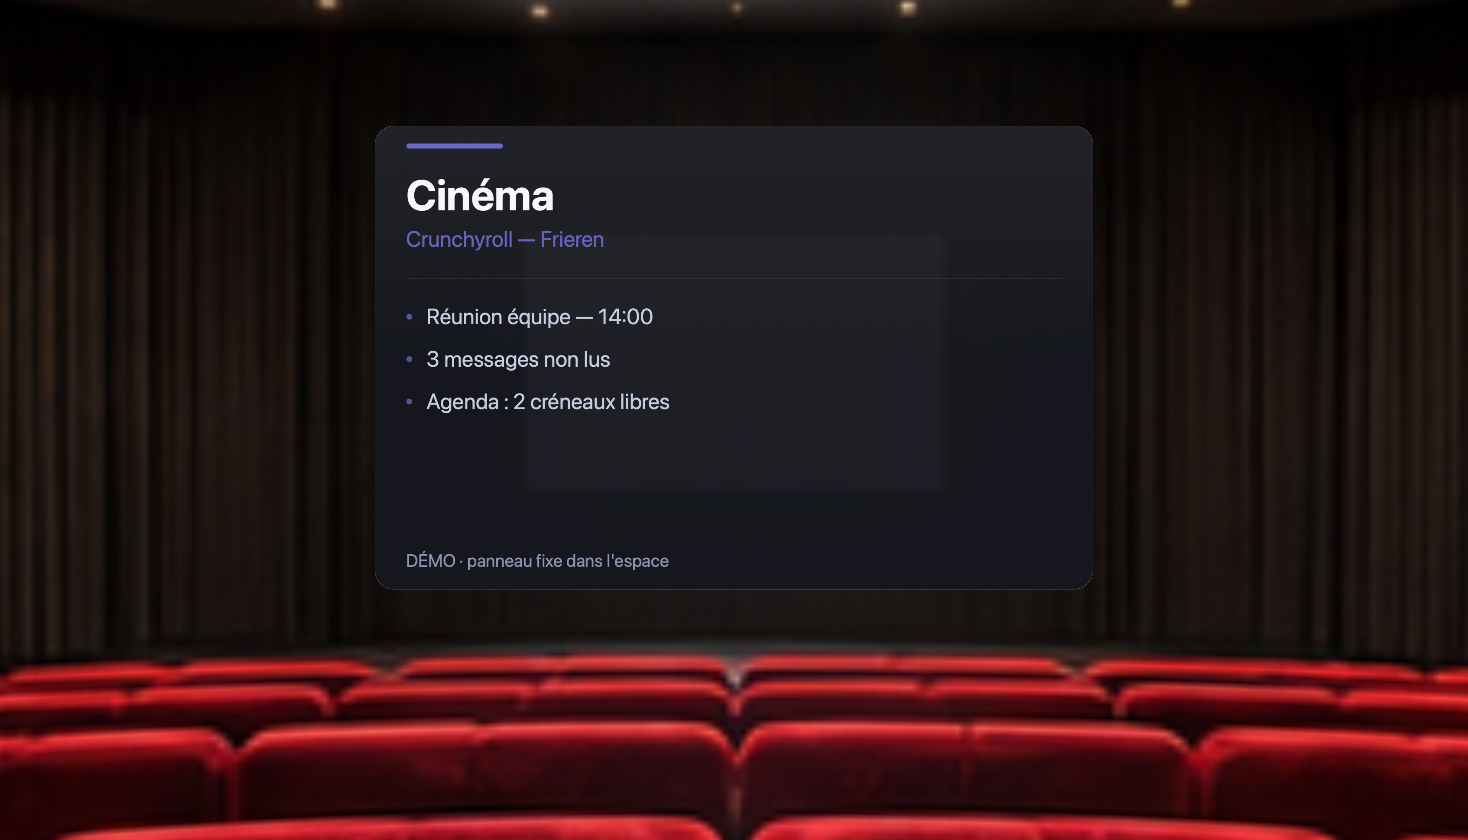 Cinéma
Crunchyroll — Frieren
• Réunion équipe — 14:00
• 3 messages non lus
• Agenda : 2 créneaux libres
DÉMO · panneau fixe dans l'espace